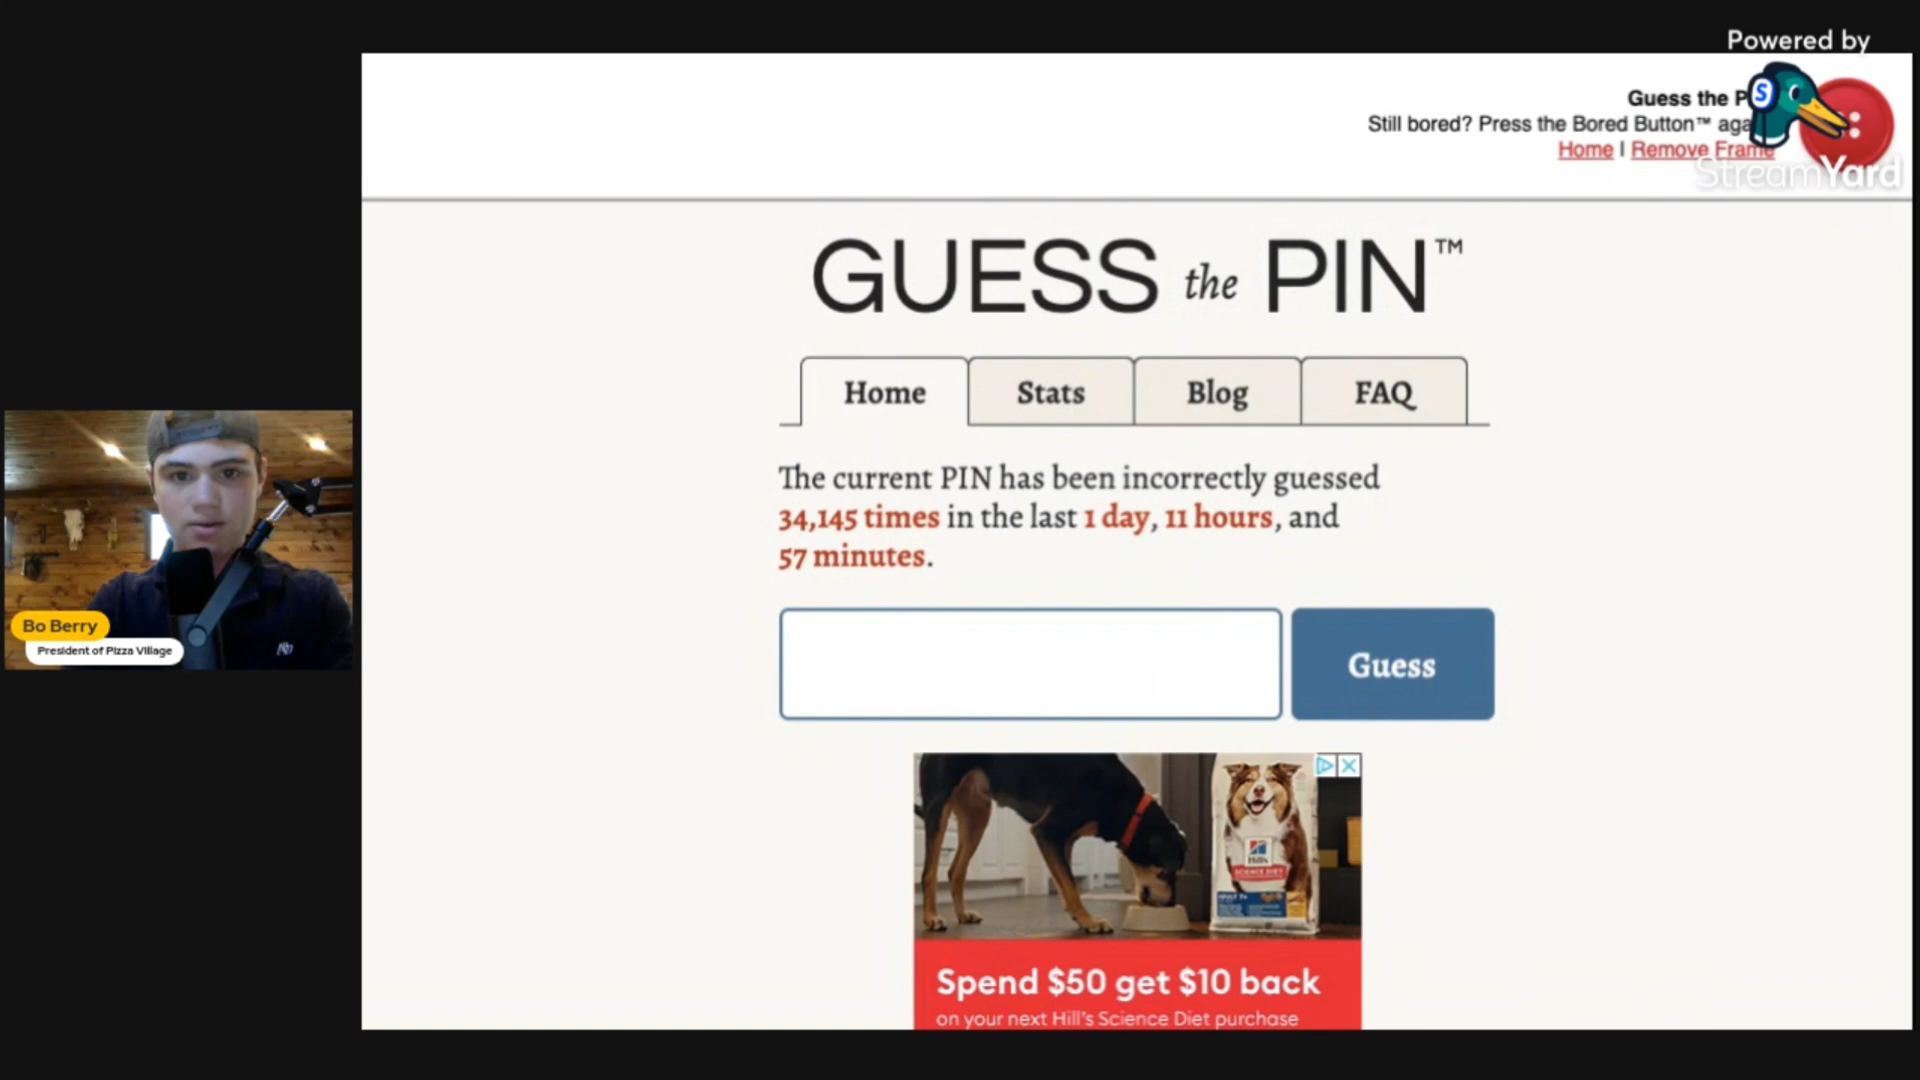 Powered by
StreamYard
Guess the P
Still bored? Press the Bored Button™ aga
Home | Remove Frame
GUESS the PIN™
Home
Stats
Blog
FAQ
The current PIN has been incorrectly guessed
34,145 times in the last 1 day, 11 hours, and
57 minutes.
Guess
Bo Berry
President of Pizza Village
Hill's
SCIENCE DIET
Spend $50 get $10 back
on your next Hill's Science Diet purchase